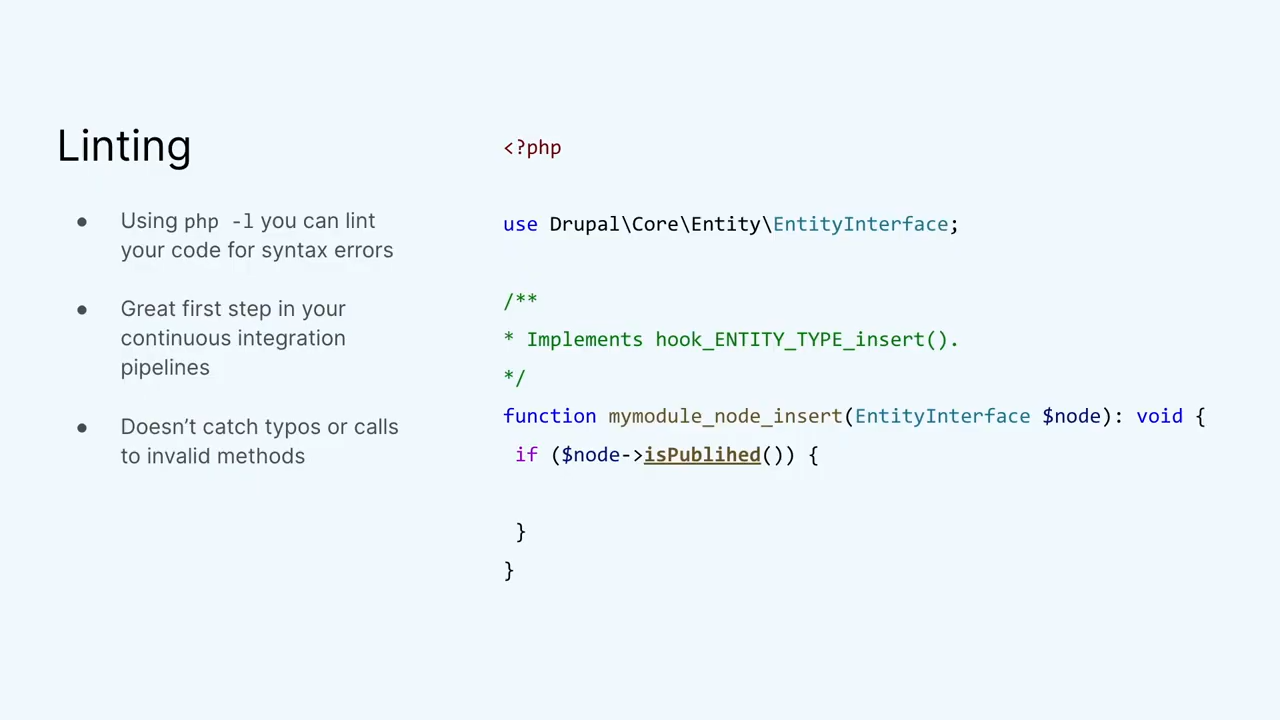 Linting
● Using php -l you can lint
your code for syntax errors
● Great first step in your
continuous integration
pipelines
● Doesn’t catch typos or calls
to invalid methods
<?php
use Drupal\Core\Entity\EntityInterface;
/**
* Implements hook_ENTITY_TYPE_insert().
*/
function mymodule_node_insert(EntityInterface $node): void {
if ($node->isPublihed()) {
}
}